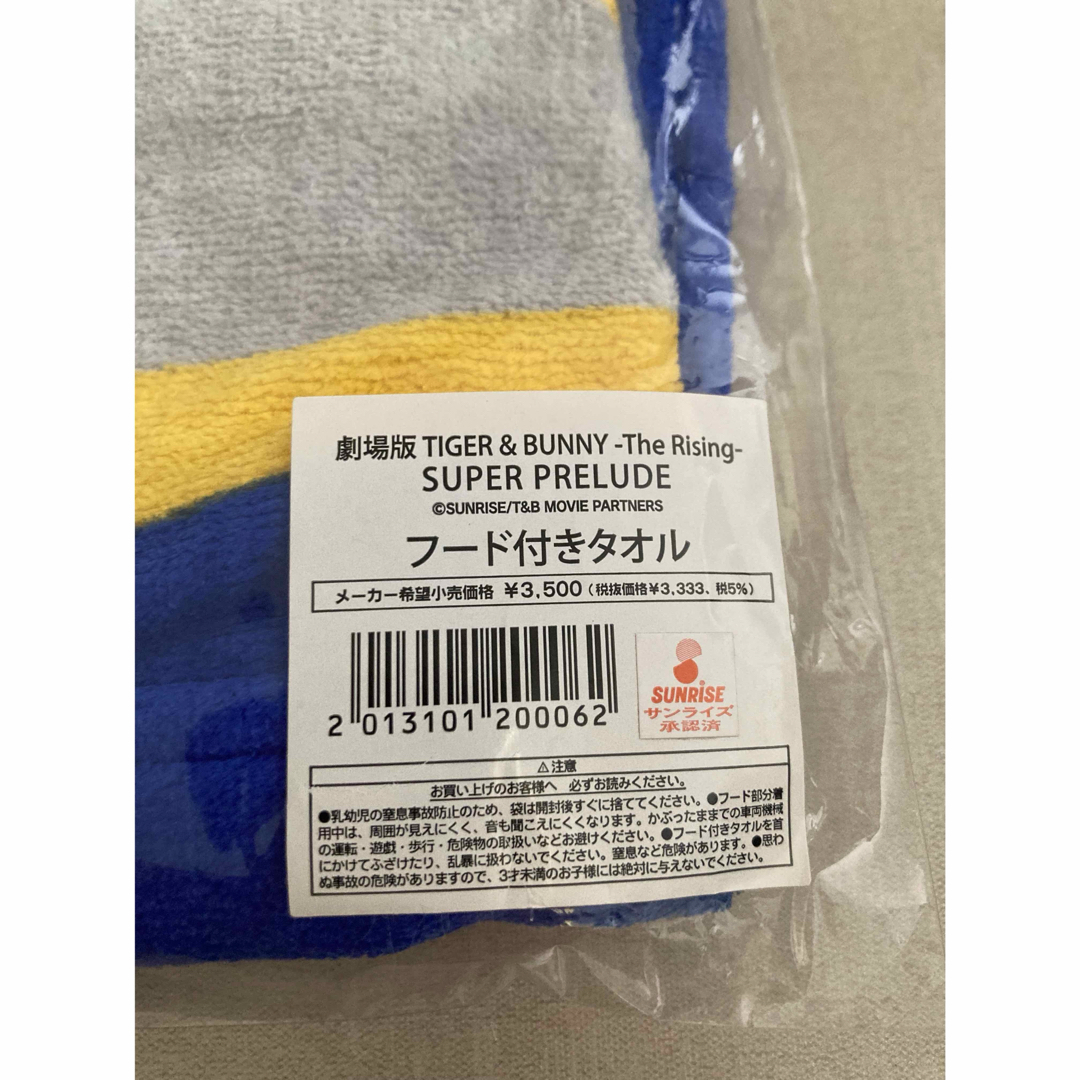 劇場版 TIGER & BUNNY -The Rising-
SUPER PRELUDE
©SUNRISE/T&B MOVIE PARTNERS
フード付きタオル
メーカー希望小売価格 ¥3,500(税抜価格¥3,333、税5%)
2 013101 200062
SUNRISE
サンライズ
承認済
⚠注意
お買い上げのお客様へ 必ずお読みください。
●乳幼児の窒息事故防止のため、袋は開封後すぐに捨ててください。●フード部分着
用中は、周囲が見えにくく、音も聞こえにくくなります。かぶったままでの車両機械
の運転・遊戯・歩行・危険物の取扱いなどお避けください。●フード付きタオルを首
にかけてふざけたり、乱暴に扱わないでください。窒息など危険があります。●思わ
ぬ事故の危険がありますので、3才未満のお子様には絶対に与えないでください。